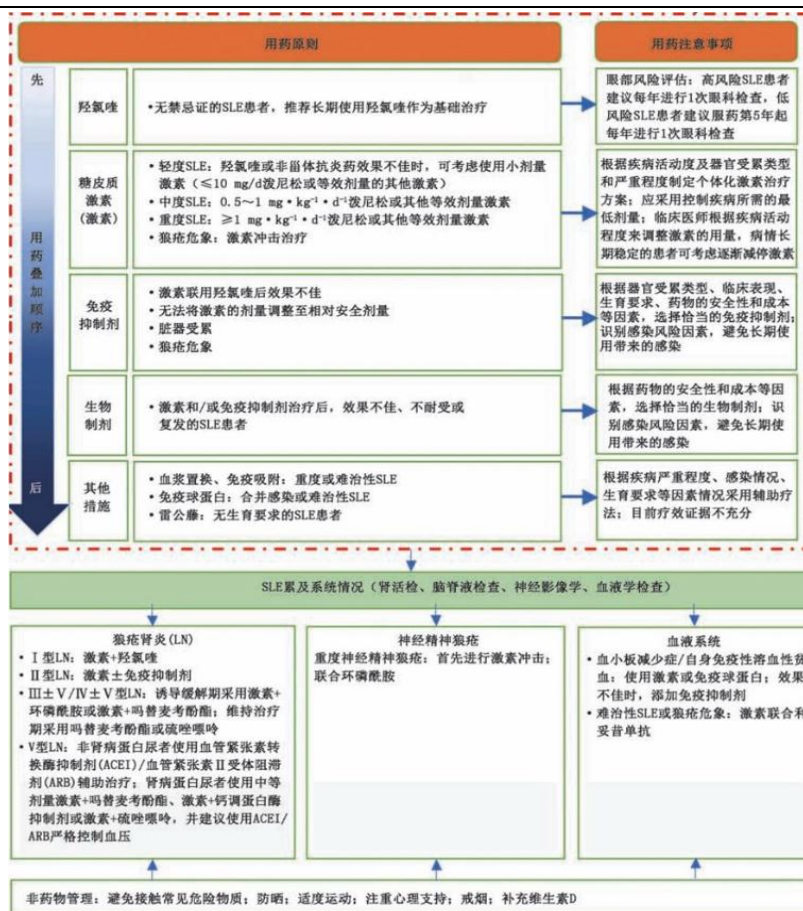 用药原则
用药注意事项
先
用药叠加顺序
后
羟氯喹
•无禁忌证的SLE患者，推荐长期使用羟氯喹作为基础治疗
眼部风险评估：高风险SLE患者
建议每年进行1次眼科检查，低
风险SLE患者建议服药第5年起
每年进行1次眼科检查
糖皮质
激素
(激素)
• 轻度SLE：羟氯喹或非甾体抗炎药效果不佳时，可考虑使用小剂量
激素（≤10 mg/d泼尼松或等效剂量的其他激素）
• 中度SLE：0.5～1 mg·kg⁻¹·d⁻¹泼尼松或其他等效剂量激素
• 重度SLE：≥1 mg·kg⁻¹·d⁻¹泼尼松或其他等效剂量激素
• 狼疮危象：激素冲击治疗
根据疾病活动度及器官受累类型
和严重程度制定个体化激素治疗
方案；应采用控制疾病所需的最
低剂量；临床医师根据疾病活动
程度来调整激素的用量，病情长
期稳定的患者可考虑逐渐减停激素
免疫
抑制剂
• 激素联用羟氯喹后效果不佳
• 无法将激素的剂量调整至相对安全剂量
• 脏器受累
• 狼疮危象
根据器官受累类型、临床表现、
生育要求、药物的安全性和成本
等因素，选择恰当的免疫抑制剂；
识别感染风险因素，避免长期使
用带来的感染
生物
制剂
• 激素和/或免疫抑制剂治疗后，效果不佳、不耐受或
复发的SLE患者
根据药物的安全性和成本等因
素，选择恰当的生物制剂；识
别感染风险因素，避免长期使
用带来的感染
其他
措施
• 血浆置换、免疫吸附：重度或难治性SLE
• 免疫球蛋白：合并感染或难治性SLE
• 雷公藤：无生育要求的SLE患者
根据疾病严重程度、感染情况、
生育要求等因素情况采用辅助疗
法；目前疗效证据不充分
SLE累及系统情况（肾活检、脑脊液检查、神经影像学、血液学检查）
狼疮肾炎(LN)
• Ⅰ型LN：激素+羟氯喹
• Ⅱ型LN：激素±免疫抑制剂
• Ⅲ±Ⅴ/Ⅳ±Ⅴ型LN：诱导缓解期采用激素+
环磷酰胺或激素+吗替麦考酚酯；维持治疗
期采用吗替麦考酚酯或硫唑嘌呤
• Ⅴ型LN：非肾病蛋白尿者使用血管紧张素转
换酶抑制剂(ACEI)/血管紧张素Ⅱ受体阻滞
剂(ARB)辅助治疗；肾病蛋白尿者使用中等
剂量激素+吗替麦考酚酯、激素+钙调蛋白酶
抑制剂或激素+硫唑嘌呤，并建议使用ACEI/
ARB严格控制血压
神经精神狼疮
重度神经精神狼疮：首先进行激素冲击；
联合环磷酰胺
血液系统
• 血小板减少症/自身免疫性溶血性贫
血：使用激素或免疫球蛋白；效果
不佳时，添加免疫抑制剂
• 难治性SLE或狼疮危象：激素联合利
妥昔单抗
非药物管理：避免接触常见危险物质；防晒；适度运动；注重心理支持；戒烟；补充维生素D